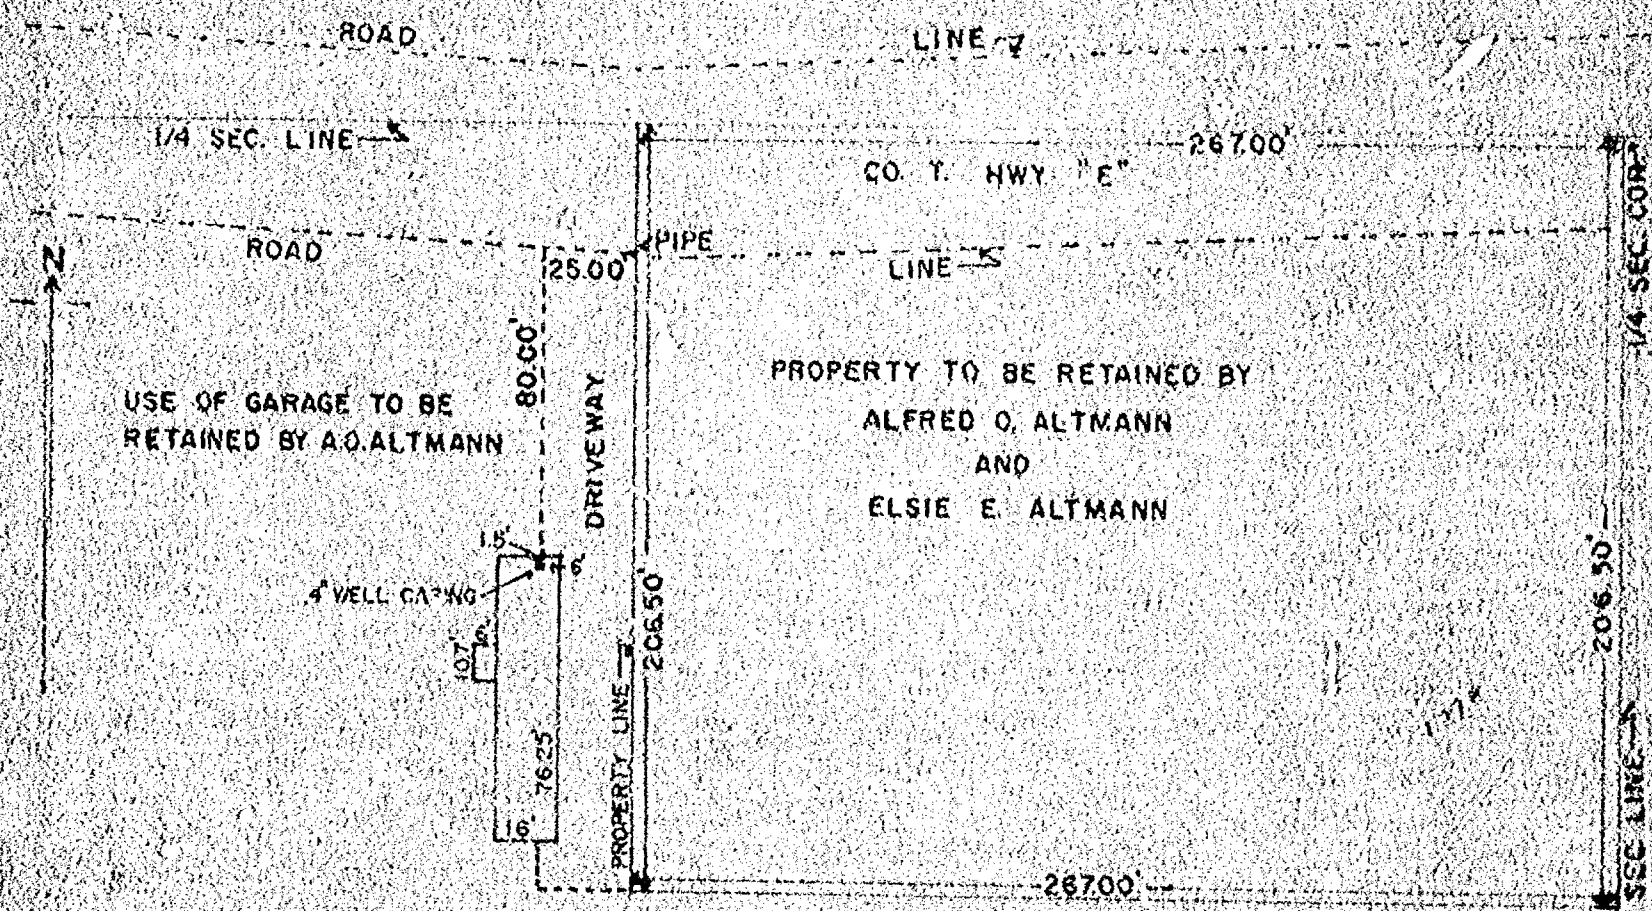 ROAD
LINE
1/4 SEC. LINE
267.00'
CO. T. HWY "E"
1/4 SEC. COR.
PIPE
ROAD
25.00'
LINE
N
80.00'
DRIVEWAY
USE OF GARAGE TO BE
RETAINED BY A.O. ALTMANN
PROPERTY TO BE RETAINED BY
ALFRED O. ALTMANN
AND
ELSIE E. ALTMANN
1.5'
6'
4" WELL
10.7'
206.50'
206.50'
PROPERTY LINE
76.25'
16'
SEC LINE
267.00'